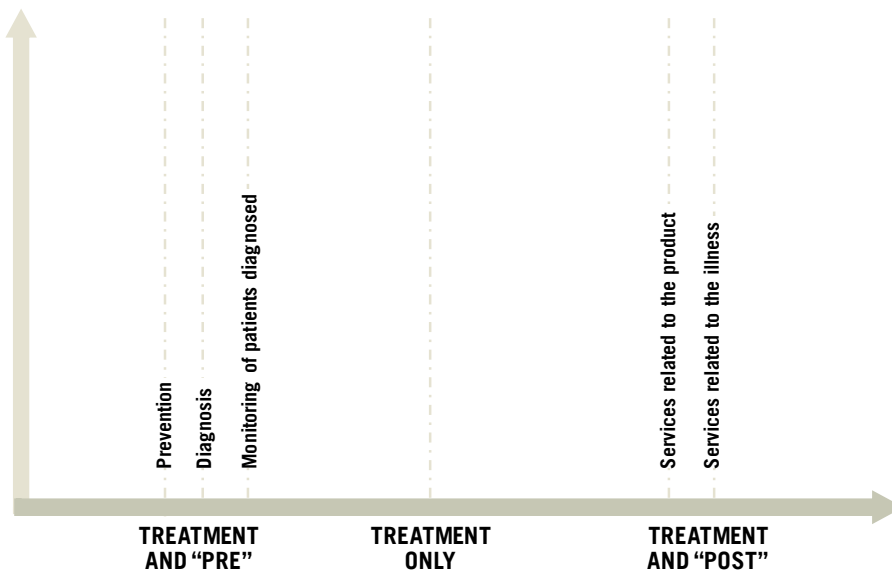 Prevention
Diagnosis
Monitoring of patients diagnosed
Services related to the product
Services related to the illness
TREATMENT
AND “PRE”
TREATMENT
ONLY
TREATMENT
AND “POST”